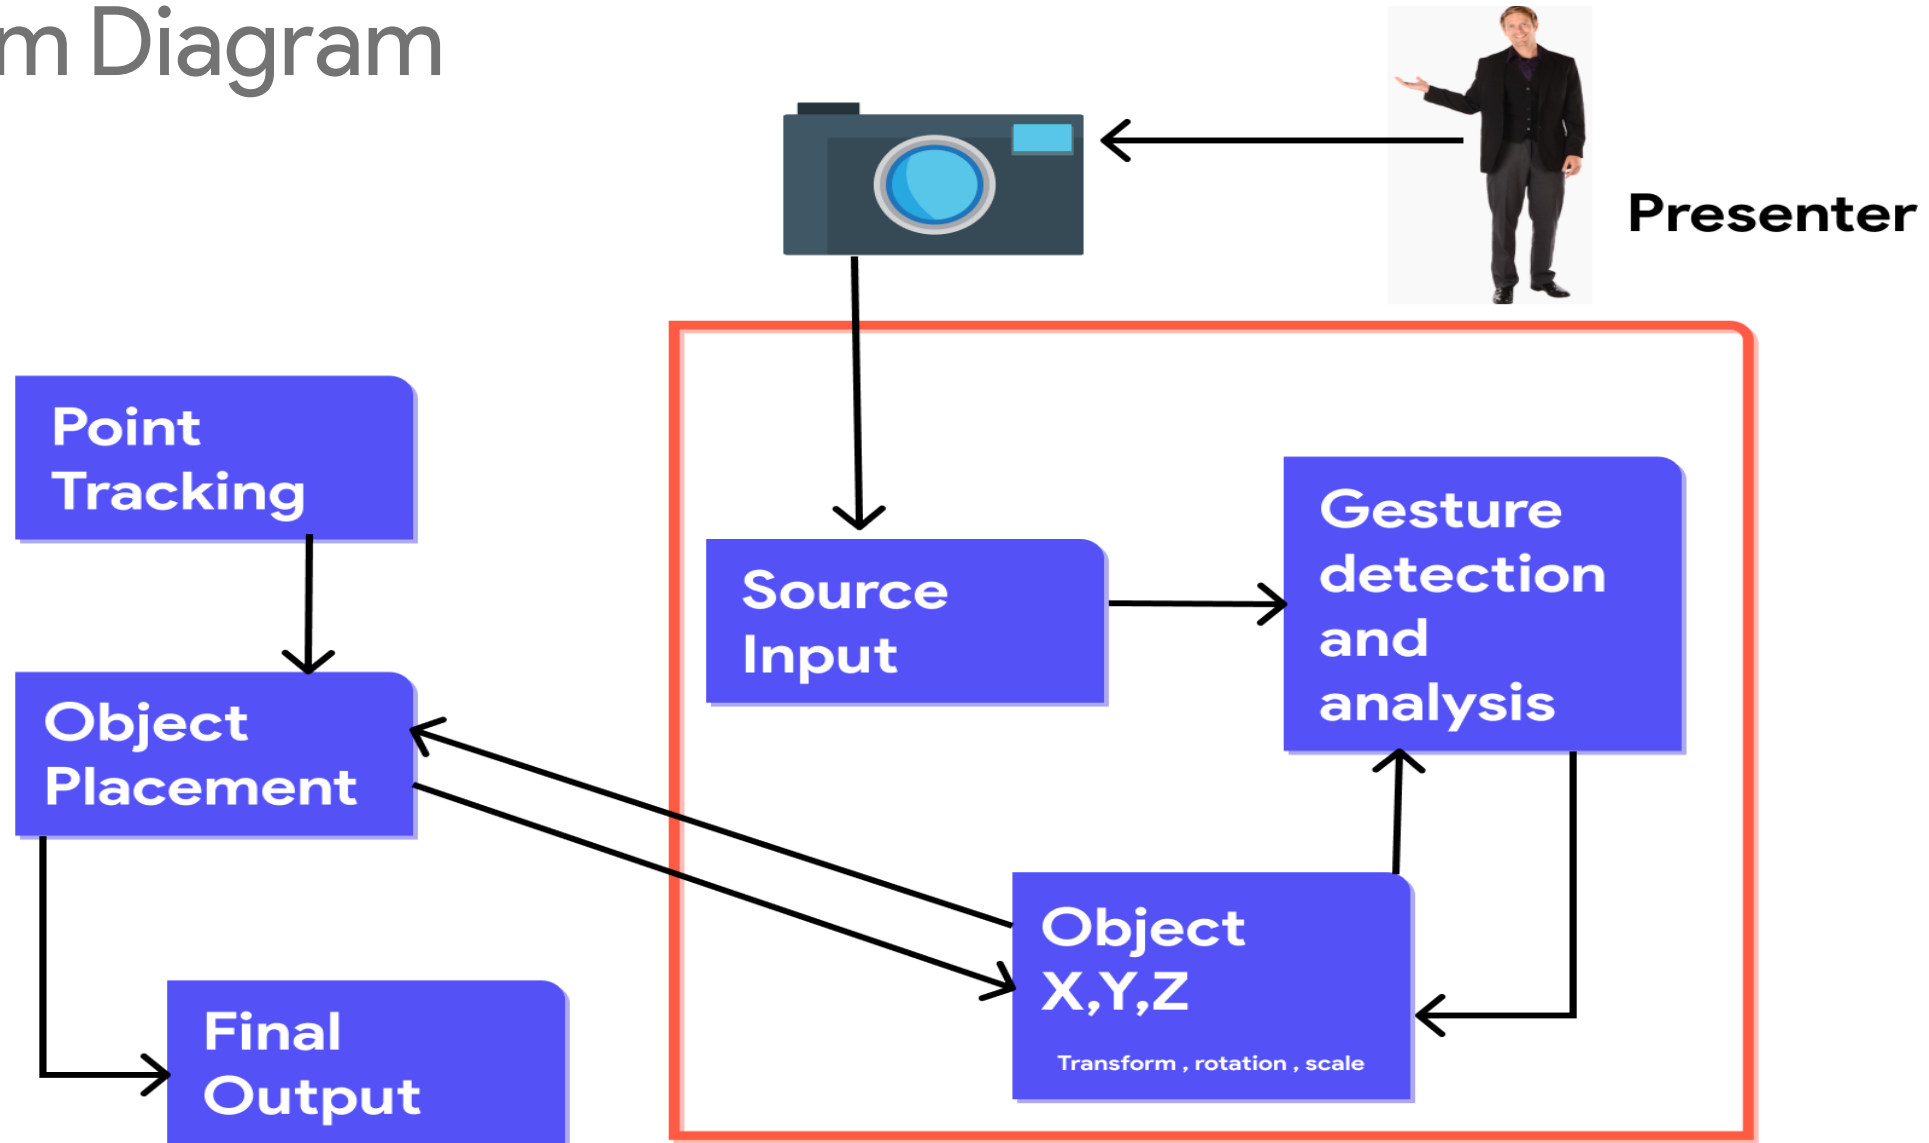 m Diagram
Presenter
Point
Tracking
Source
Input
Gesture
detection
and
analysis
Object
Placement
Object
X,Y,Z
Transform , rotation , scale
Final
Output